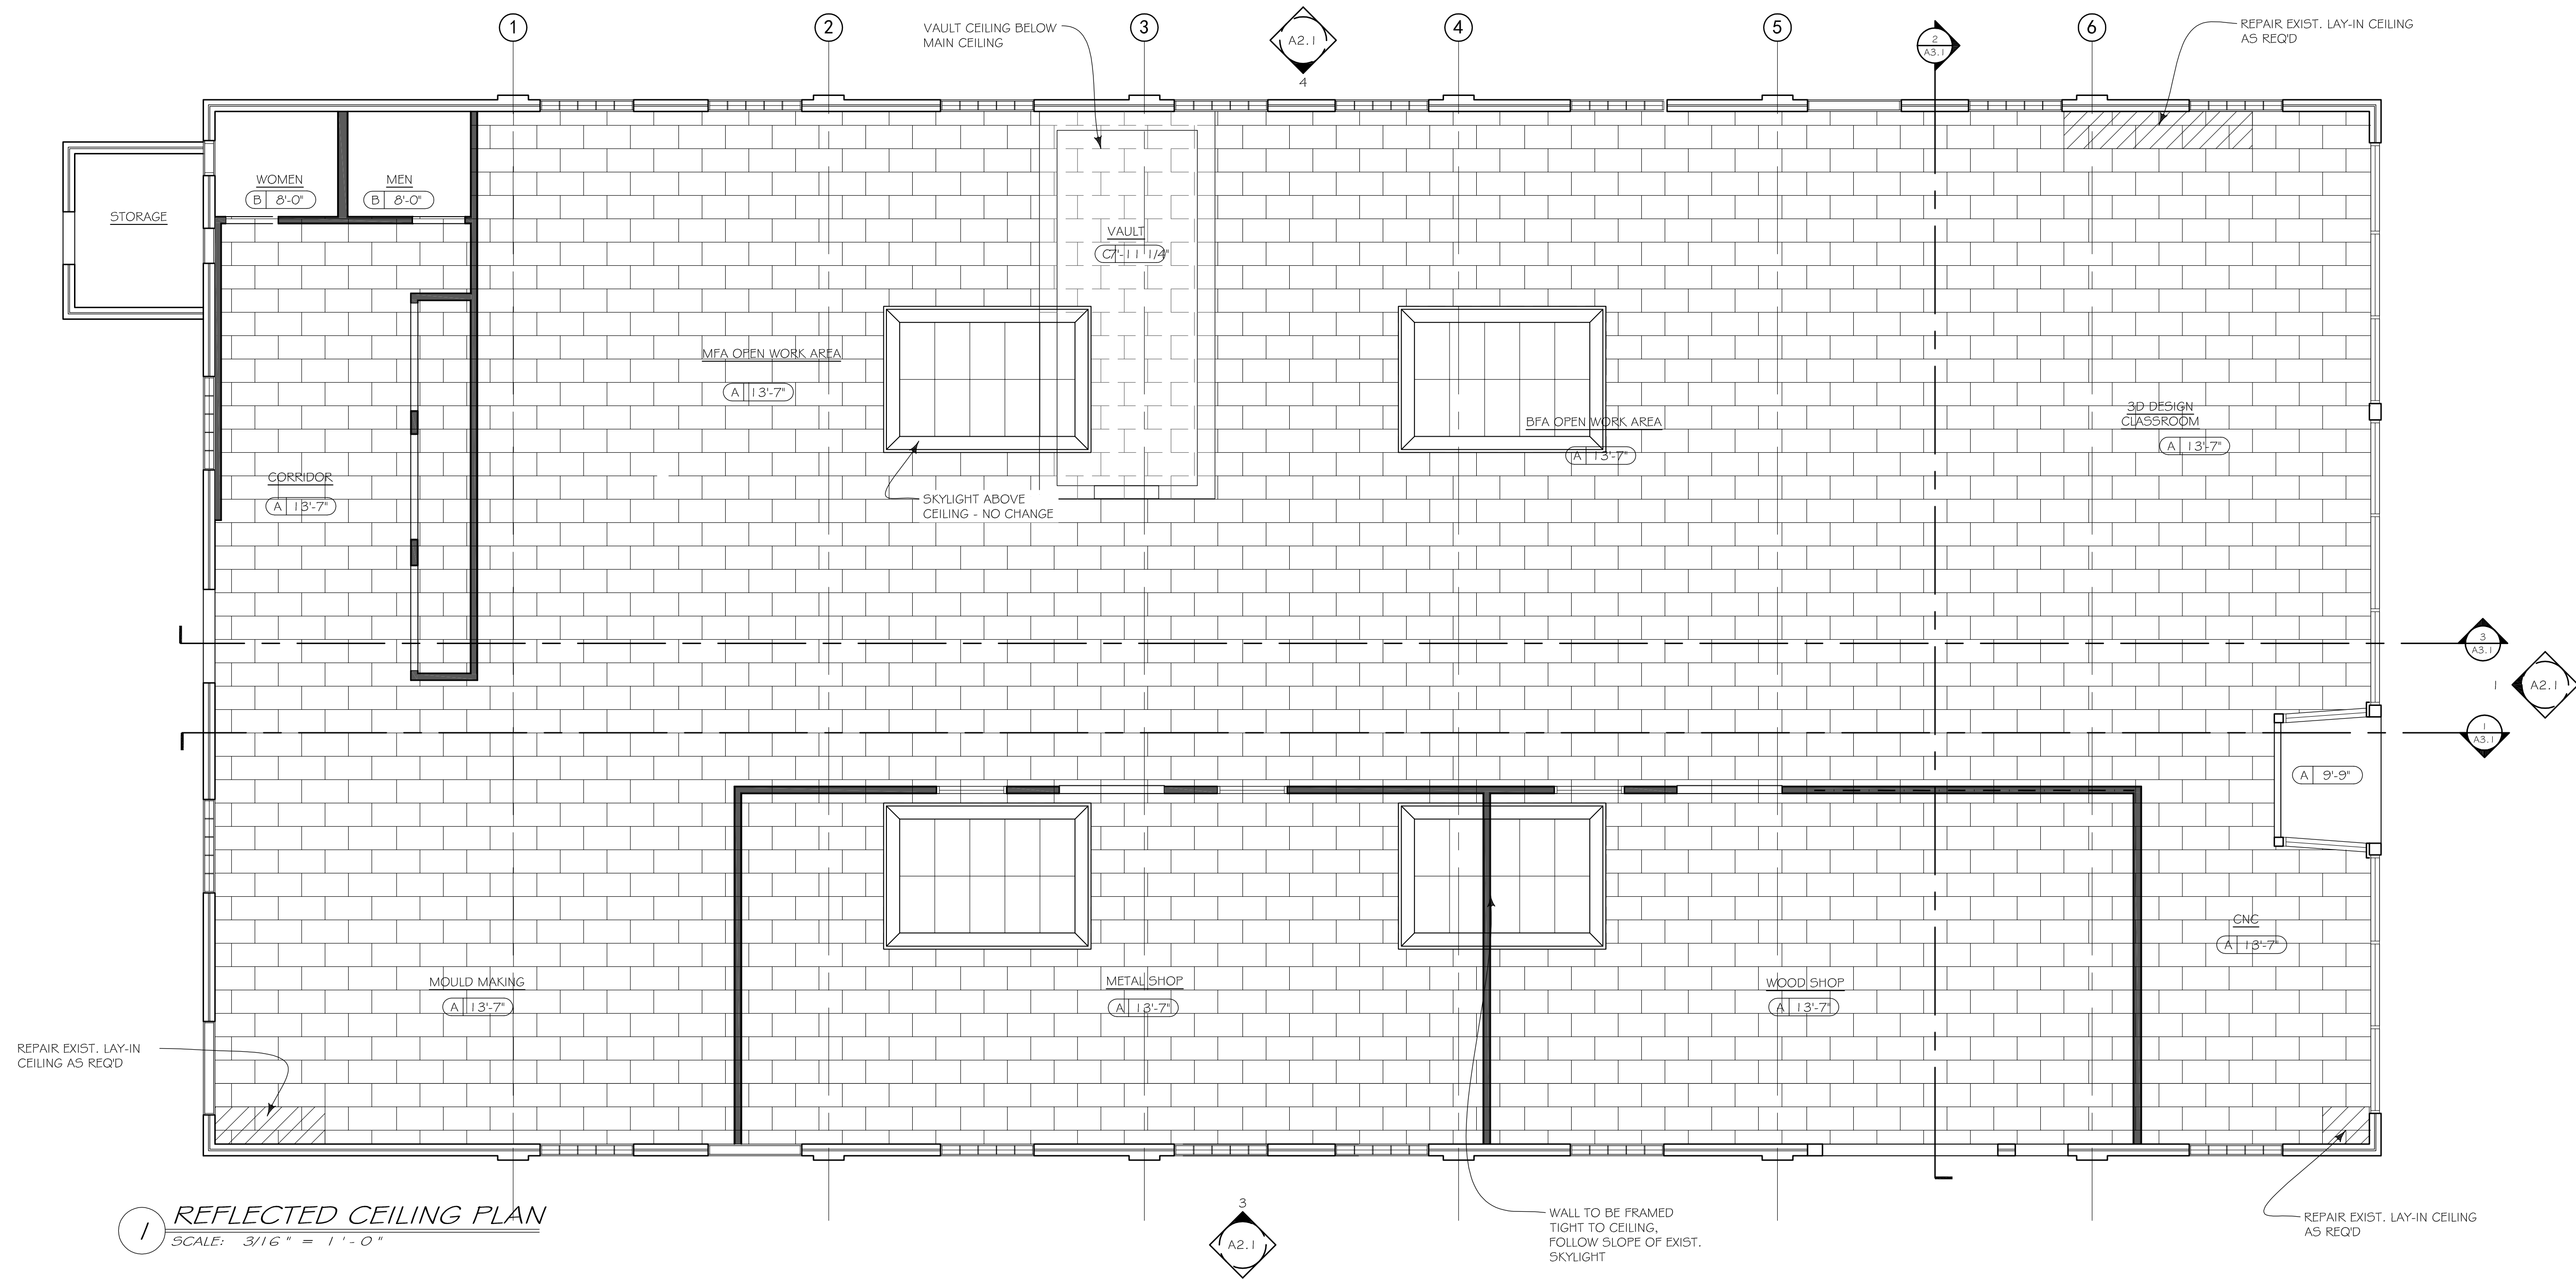 1
2
3
4
5
6
VAULT CEILING BELOW
MAIN CEILING
A2.1
4
2
A3.1
REPAIR EXIST. LAY-IN CEILING
AS REQ'D
WOMEN
B 8'-0"
MEN
B 8'-0"
STORAGE
VAULT
C 7'-11 1/4"
MFA OPEN WORK AREA
A 13'-7"
BFA OPEN WORK AREA
A 13'-7"
3D DESIGN
CLASSROOM
A 13'-7"
CORRIDOR
A 13'-7"
SKYLIGHT ABOVE
CEILING - NO CHANGE
3
A3.1
1
A2.1
1
A3.1
A 9'-9"
CNC
A 13'-7"
MOULD MAKING
A 13'-7"
METAL SHOP
A 13'-7"
WOOD SHOP
A 13'-7"
REPAIR EXIST. LAY-IN
CEILING AS REQ'D
1
REFLECTED CEILING PLAN
SCALE: 3/16" = 1'-0"
3
A2.1
WALL TO BE FRAMED
TIGHT TO CEILING,
FOLLOW SLOPE OF EXIST.
SKYLIGHT
REPAIR EXIST. LAY-IN CEILING
AS REQ'D